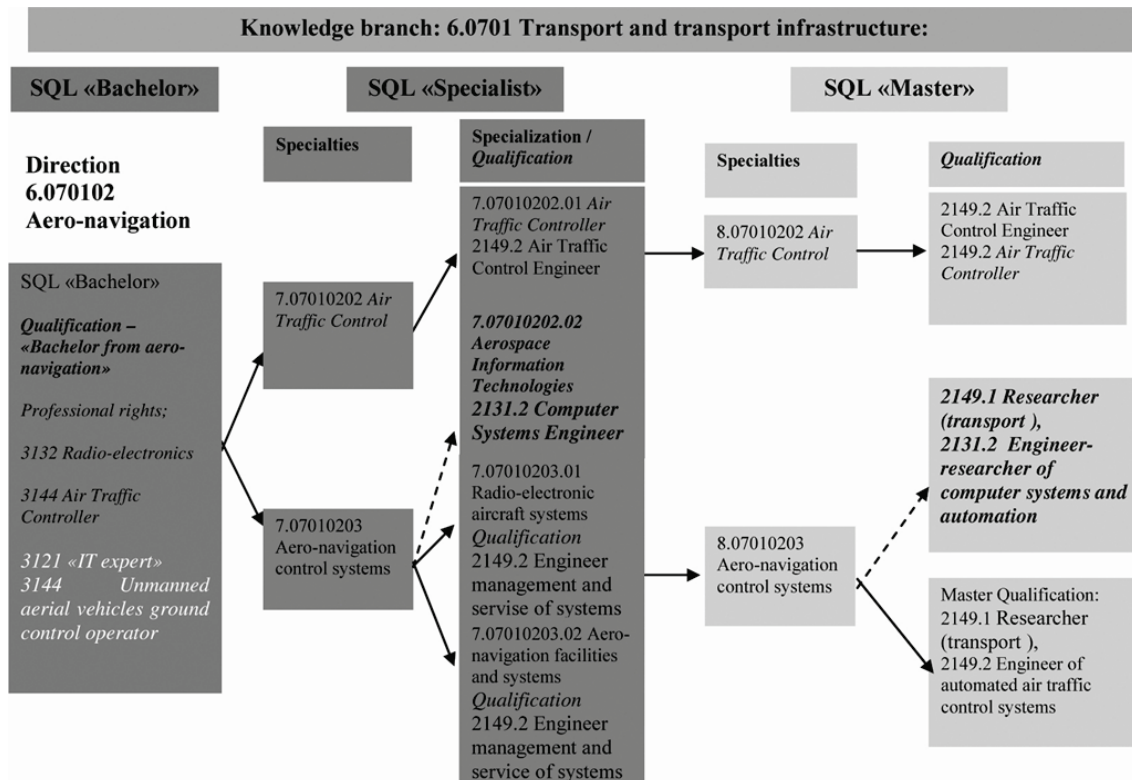 Knowledge branch: 6.0701 Transport and transport infrastructure:
SQL «Bachelor»
SQL «Specialist»
SQL «Master»
Direction
6.070102
Aero-navigation
SQL «Bachelor»
Qualification –
«Bachelor from aero-
navigation»
Professional rights;
3132 Radio-electronics
3144 Air Traffic
Controller
3121 «IT expert»
3144 Unmanned
aerial vehicles ground
control operator
Specialties
7.07010202 Air
Traffic Control
7.07010203
Aero-navigation
control systems
Specialization /
Qualification
7.07010202.01 Air
Traffic Controller
2149.2 Air Traffic
Control Engineer
7.07010202.02
Aerospace
Information
Technologies
2131.2 Computer
Systems Engineer
7.07010203.01
Radio-electronic
aircraft systems
Qualification
2149.2 Engineer
management and
servise of systems
7.07010203.02 Aero-
navigation facilities
and systems
Qualification
2149.2 Engineer
management and
service of systems
Specialties
8.07010202 Air
Traffic Control
8.07010203
Aero-navigation
control systems
Qualification
2149.2 Air Traffic
Control Engineer
2149.2 Air Traffic
Controller
2149.1 Researcher
(transport ),
2131.2 Engineer-
researcher of
computer systems and
automation
Master Qualification:
2149.1 Researcher
(transport ),
2149.2 Engineer of
automated air traffic
control systems